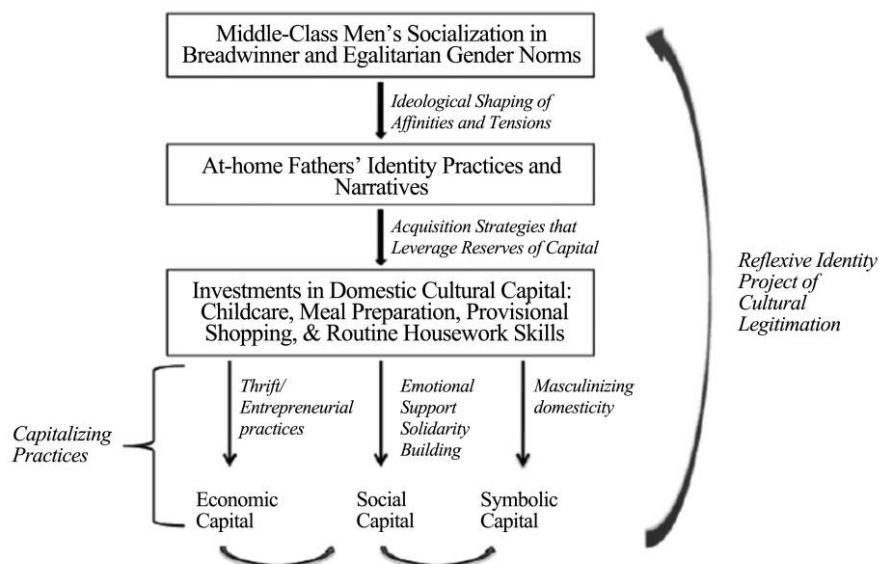 Middle-Class Men's Socialization in
Breadwinner and Egalitarian Gender Norms
Ideological Shaping of
Affinities and Tensions
At-home Fathers' Identity Practices and
Narratives
Acquisition Strategies that
Leverage Reserves of Capital
Reflexive Identity
Project of
Cultural
Legitimation
Investments in Domestic Cultural Capital:
Childcare, Meal Preparation, Provisional
Shopping, & Routine Housework Skills
Capitalizing
Practices
Thrift/
Entrepreneurial
practices
Emotional
Support
Solidarity
Building
Masculinizing
domesticity
Economic
Capital
Social
Capital
Symbolic
Capital